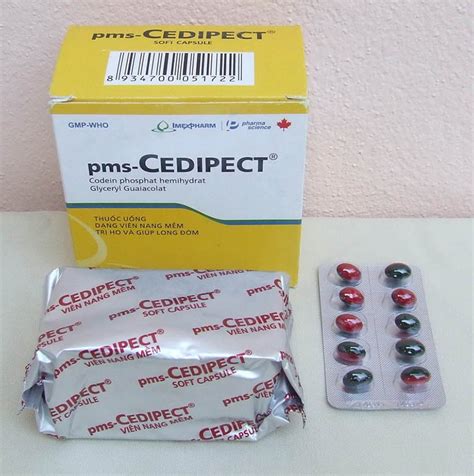 pms-CEDIPECT®
SOFT CAPSULE
8 934700 051722
GMP-WHO
IMEXPHARM
pharma
science
pms-CEDIPECT®
Codein phosphat hemihydrat
Glyceryl Guaiacolat
THUỐC UỐNG
DẠNG VIÊN NANG MỀM
TRỊ HO VÀ GIÚP LONG ĐÀM
pms-CEDIPECT®
VIÊN NANG MỀM
pms-CEDIPECT®
SOFT CAPSULE
pms-CEDIPECT®
VIÊN NANG MỀM
pms-CEDIPECT®
SOFT CAPSULE
pms-CEDIPECT®
VIÊN NANG MỀM